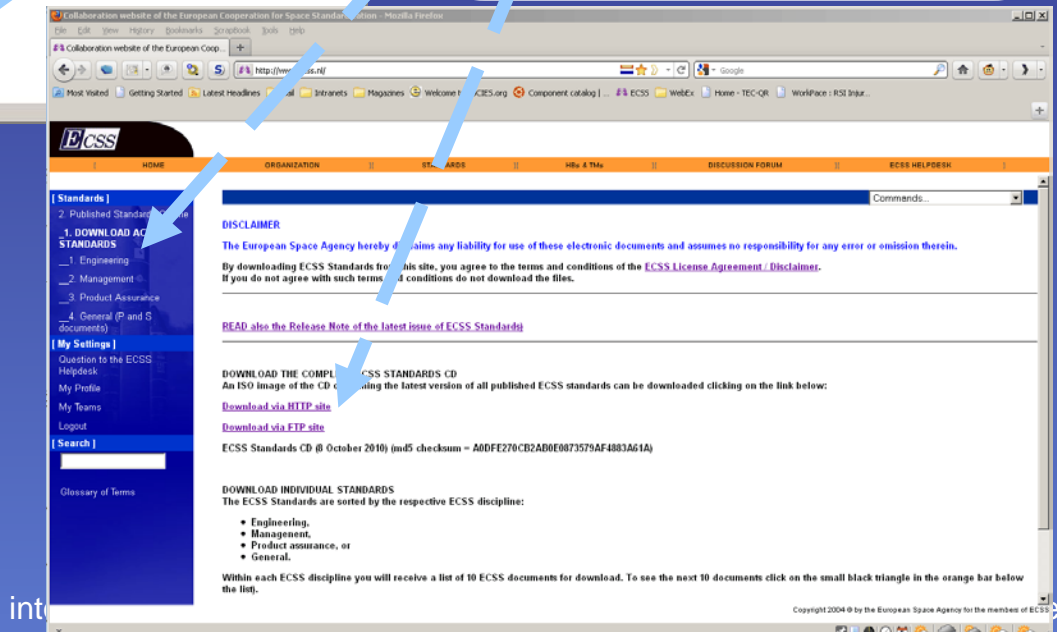 Collaboration website of the European Cooperation for Space Standardisation - Mozilla Firefox
File Edit View History Bookmarks ScrapBook Tools Help
Collaboration website of the European Coop...
http://www.ecss.nl/
Google
Most Visited Getting Started Latest Headlines Intranets Magazines Component catalog | ... ECSS WebEx Home - TEC-QR WorkPace : RSI Injur...
ECSS
HOME ORGANIZATION STANDARDS HBs & TMs DISCUSSION FORUM ECSS HELPDESK
Commands...
[ Standards ]
2. Published Standards
_1. DOWNLOAD
STANDARDS
__1. Engineering
__2. Management
__3. Product Assurance
__4. General (P and S
documents)
[ My Settings ]
Question to the ECSS
Helpdesk
My Profile
My Teams
Logout
[ Search ]
Glossary of Terms
DISCLAIMER
The European Space Agency hereby disclaims any liability for use of these electronic documents and assumes no responsibility for any error or omission therein.
By downloading ECSS Standards from this site, you agree to the terms and conditions of the ECSS License Agreement / Disclaimer.
If you do not agree with such terms and conditions do not download the files.
READ also the Release Note of the latest issue of ECSS Standards)
DOWNLOAD THE COMPLETE ECSS STANDARDS CD
An ISO image of the CD containing the latest version of all published ECSS standards can be downloaded clicking on the link below:
Download via HTTP site
Download via FTP site
ECSS Standards CD (8 October 2010) (md5 checksum = A0DFE270CB2AB0E0873579AF4883A61A)
DOWNLOAD INDIVIDUAL STANDARDS
The ECSS Standards are sorted by the respective ECSS discipline:
Engineering,
Management,
Product assurance, or
General.
Within each ECSS discipline you will receive a list of 10 ECSS documents for download. To see the next 10 documents click on the small black triangle in the orange bar below
the list).
Copyright 2004 © by the European Space Agency for the members of ECSS